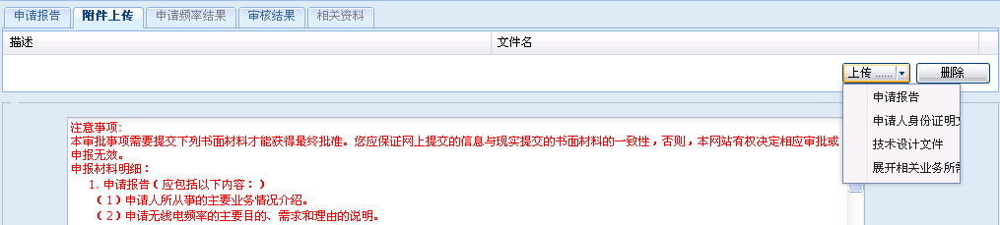 申请报告 附件上传 申请频率结果 审核结果 相关资料
描述 文件名
上传 ...... 删除
申请报告
申请人身份证明
技术设计文件
展开相关业务所
注意事项:
本审批事项需要提交下列书面材料才能获得最终批准。您应保证网上提交的信息与现实提交的书面材料的一致性，否则，本网站有权决定相应审批或
申报无效。
申报材料明细：
1. 申请报告（应包括以下内容：）
（1）申请人所从事的主要业务情况介绍。
（2）申请无线电频率的主要目的、需求和理由的说明。